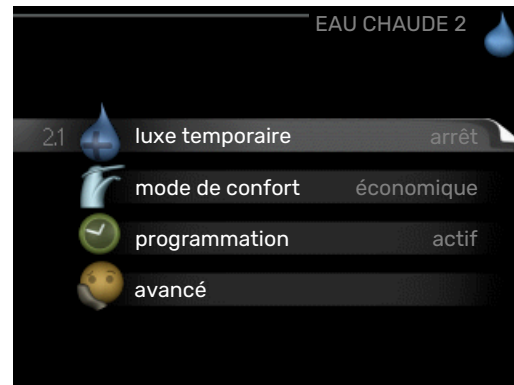 EAU CHAUDE 2
2.1 luxe temporaire arrêt
mode de confort économique
programmation actif
avancé